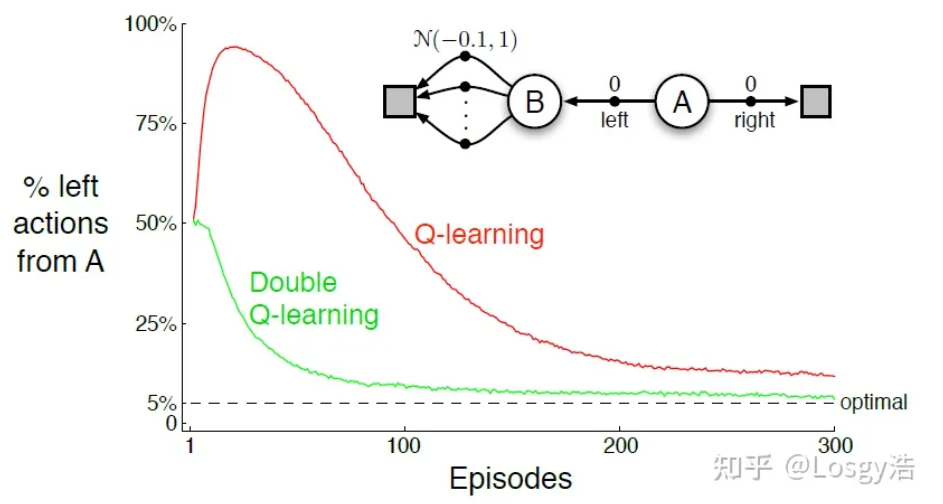 100%
75%
50%
25%
5%
0
% left
actions
from A
N(−0.1, 1)
B
0
left
A
0
right
Q-learning
Double
Q-learning
optimal
1
100
200
300
Episodes
知乎 @Losgy浩